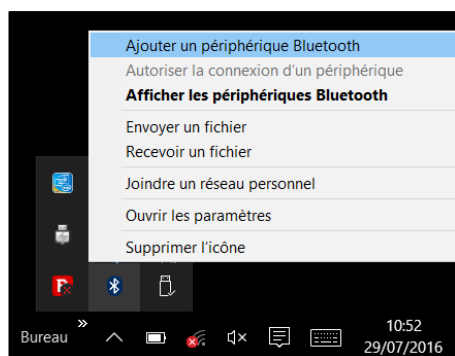 Ajouter un périphérique Bluetooth
Autoriser la connexion d'un périphérique
Afficher les périphériques Bluetooth
Envoyer un fichier
Recevoir un fichier
Joindre un réseau personnel
Ouvrir les paramètres
Supprimer l'icône
Bureau
10:52
29/07/2016